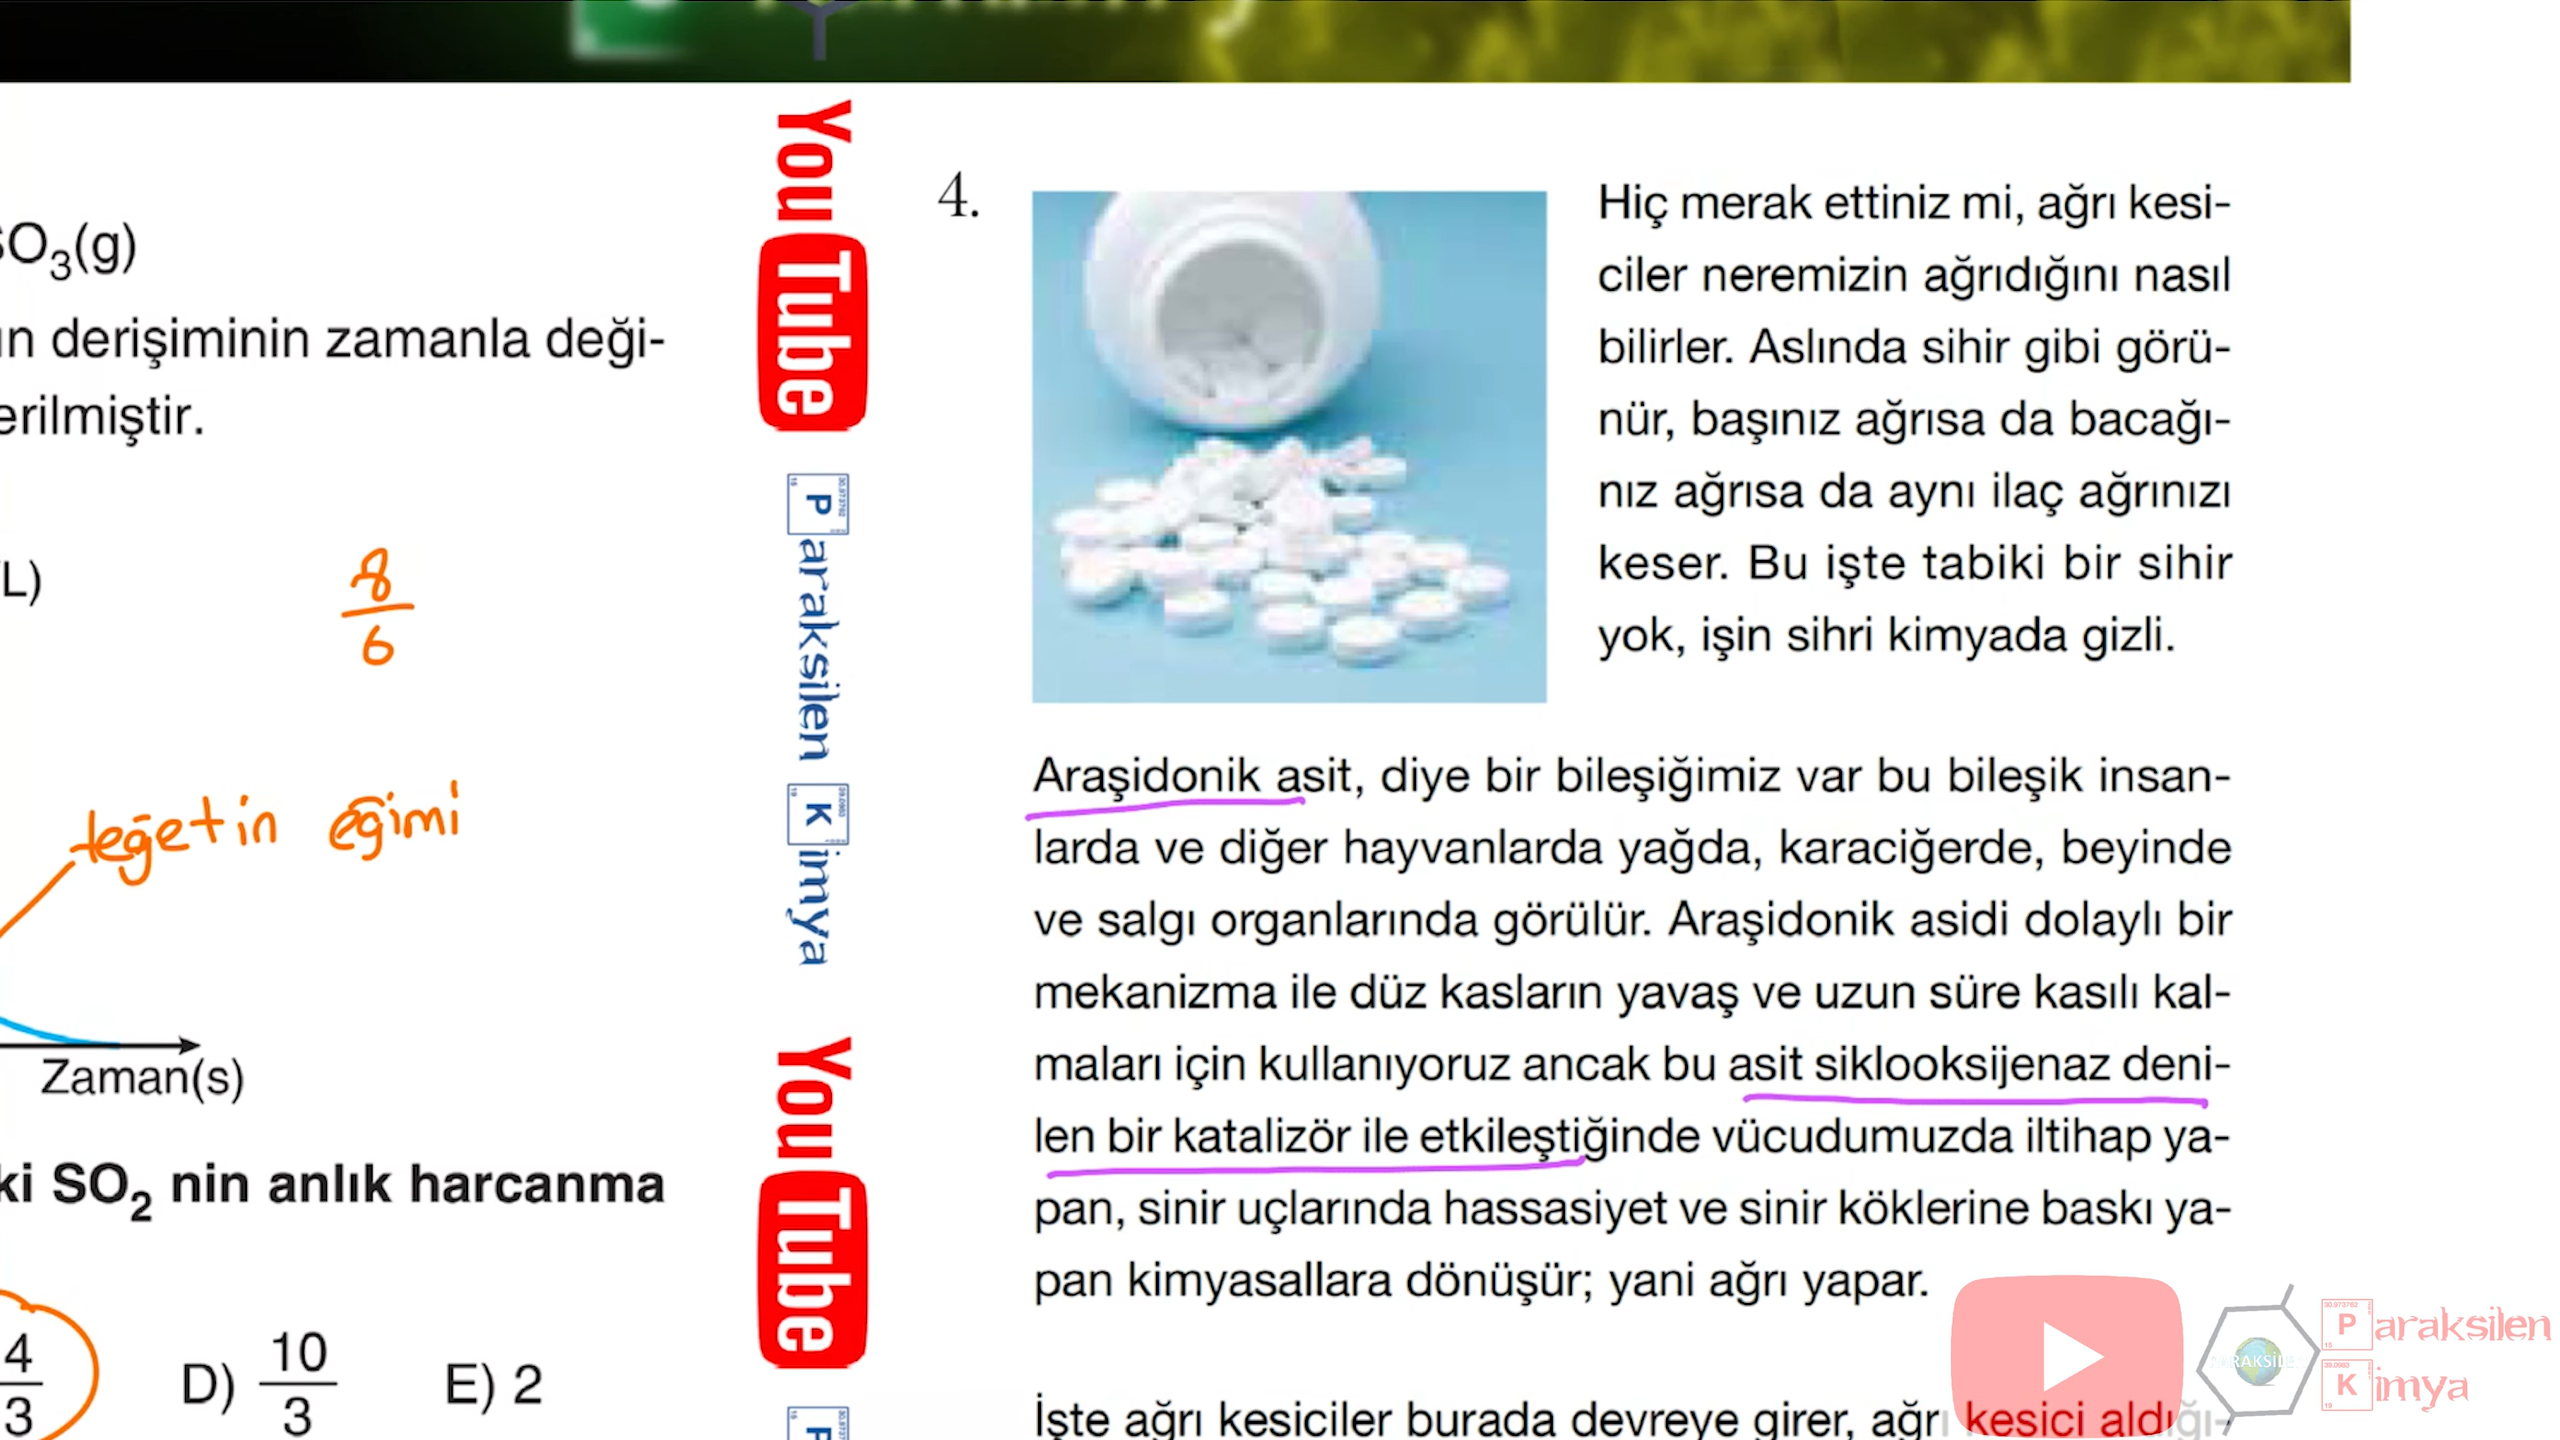 SO3(g)
derişiminin zamanla deği-
erilmiştir.
L)
8
6
teğetin eğimi
Zaman(s)
ki SO2 nin anlık harcanma
4
3
D) 10
3
E) 2
YouTube
Paraksilen Kimya
YouTube
P
4.
Hiç merak ettiniz mi, ağrı kesi-
ciler neremizin ağrıdığını nasıl
bilirler. Aslında sihir gibi görü-
nür, başınız ağrısa da bacağı-
nız ağrısa da aynı ilaç ağrınızı
keser. Bu işte tabiki bir sihir
yok, işin sihri kimyada gizli.
Araşidonik asit, diye bir bileşiğimiz var bu bileşik insan-
larda ve diğer hayvanlarda yağda, karaciğerde, beyinde
ve salgı organlarında görülür. Araşidonik asidi dolaylı bir
mekanizma ile düz kasların yavaş ve uzun süre kasılı kal-
maları için kullanıyoruz ancak bu asit siklooksijenaz deni-
len bir katalizör ile etkileştiğinde vücudumuzda iltihap ya-
pan, sinir uçlarında hassasiyet ve sinir köklerine baskı ya-
pan kimyasallara dönüşür; yani ağrı yapar.
İşte ağrı kesiciler burada devreye girer, ağrı kesici aldığı-
Paraksilen
Kimya